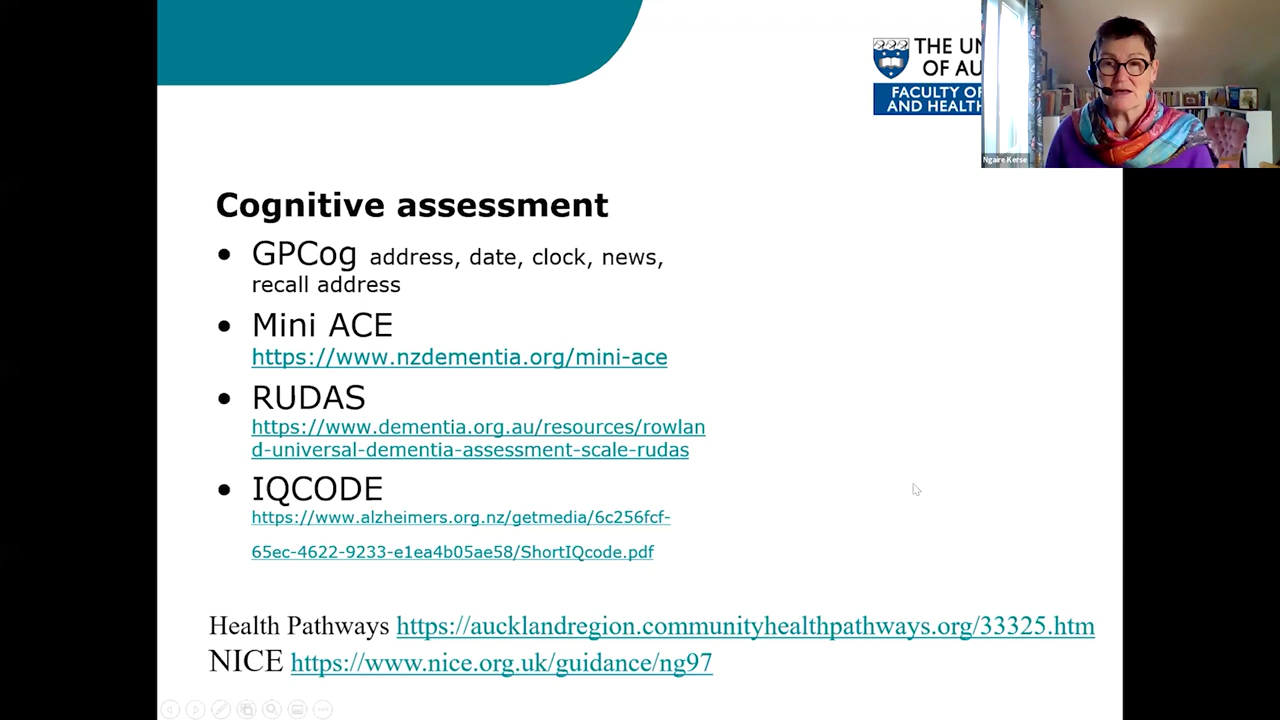 THE UN
OF AU
FACULTY OF
AND HEALTH
Ngaire Kerse
Cognitive assessment
• GPCog address, date, clock, news,
recall address
• Mini ACE
https://www.nzdementia.org/mini-ace
• RUDAS
https://www.dementia.org.au/resources/rowlan
d-universal-dementia-assessment-scale-rudas
• IQCODE
https://www.alzheimers.org.nz/getmedia/6c256fcf-
65ec-4622-9233-e1ea4b05ae58/ShortIQcode.pdf
Health Pathways https://aucklandregion.communityhealthpathways.org/33325.htm
NICE https://www.nice.org.uk/guidance/ng97